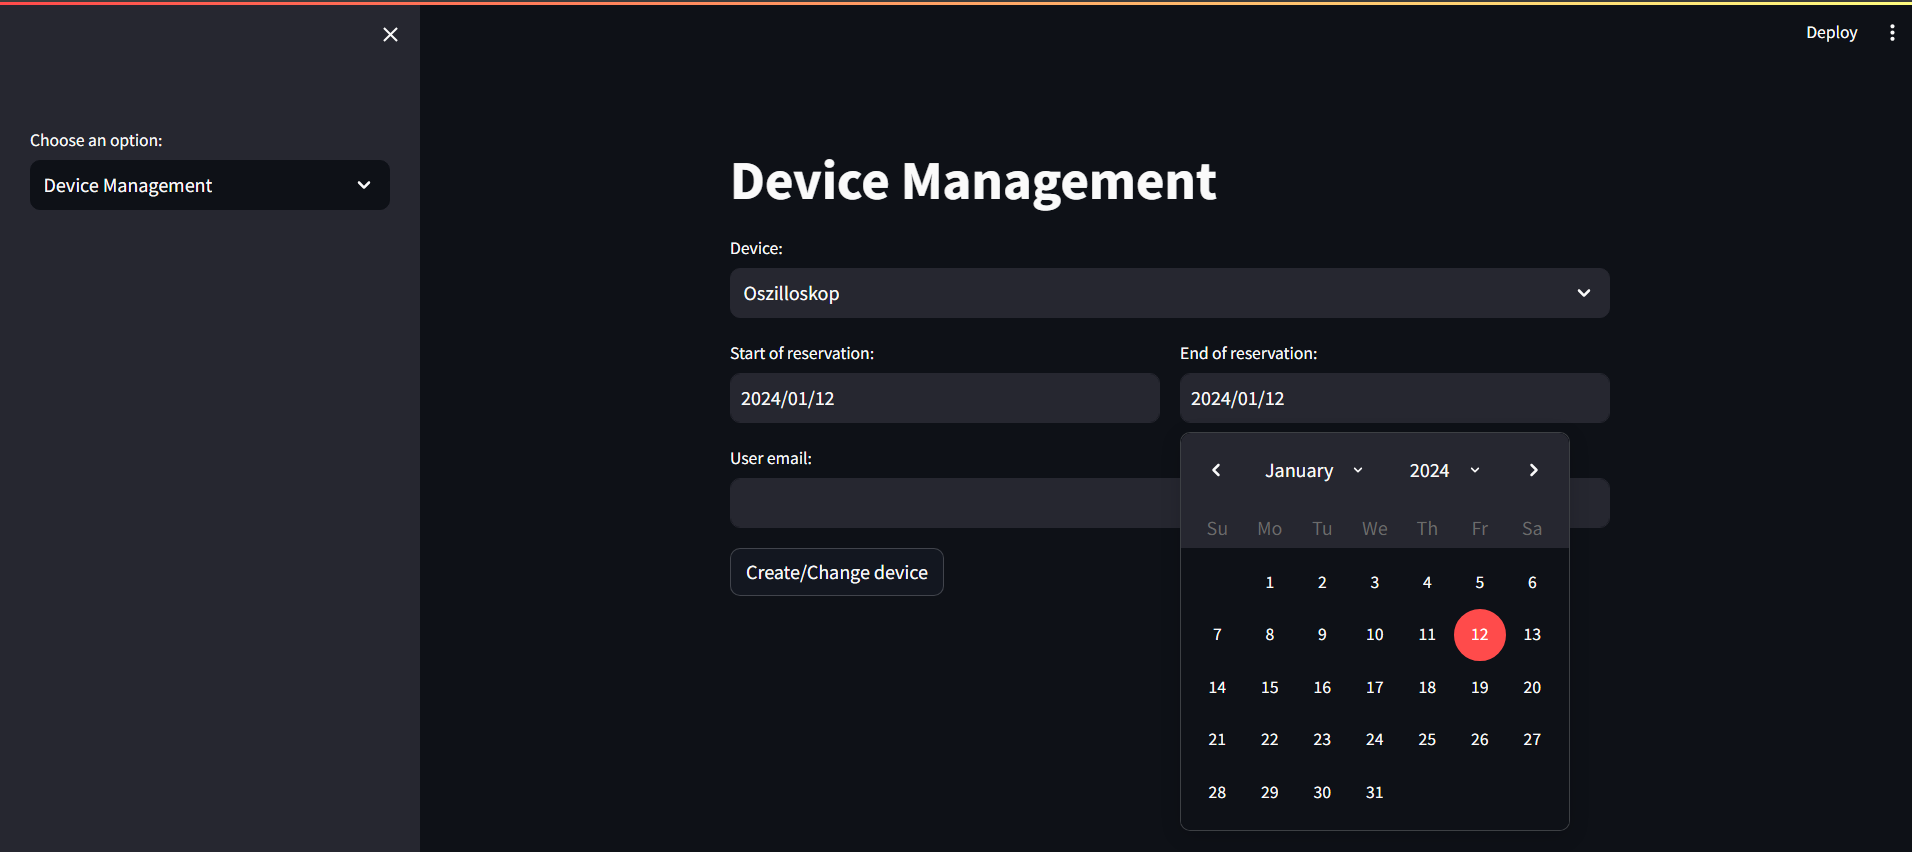 Deploy
Choose an option:
Device Management
Device Management
Device:
Oszilloskop
Start of reservation:
End of reservation:
2024/01/12
2024/01/12
User email:
January 2024
Su Mo Tu We Th Fr Sa
1 2 3 4 5 6
7 8 9 10 11 12 13
14 15 16 17 18 19 20
21 22 23 24 25 26 27
28 29 30 31
Create/Change device